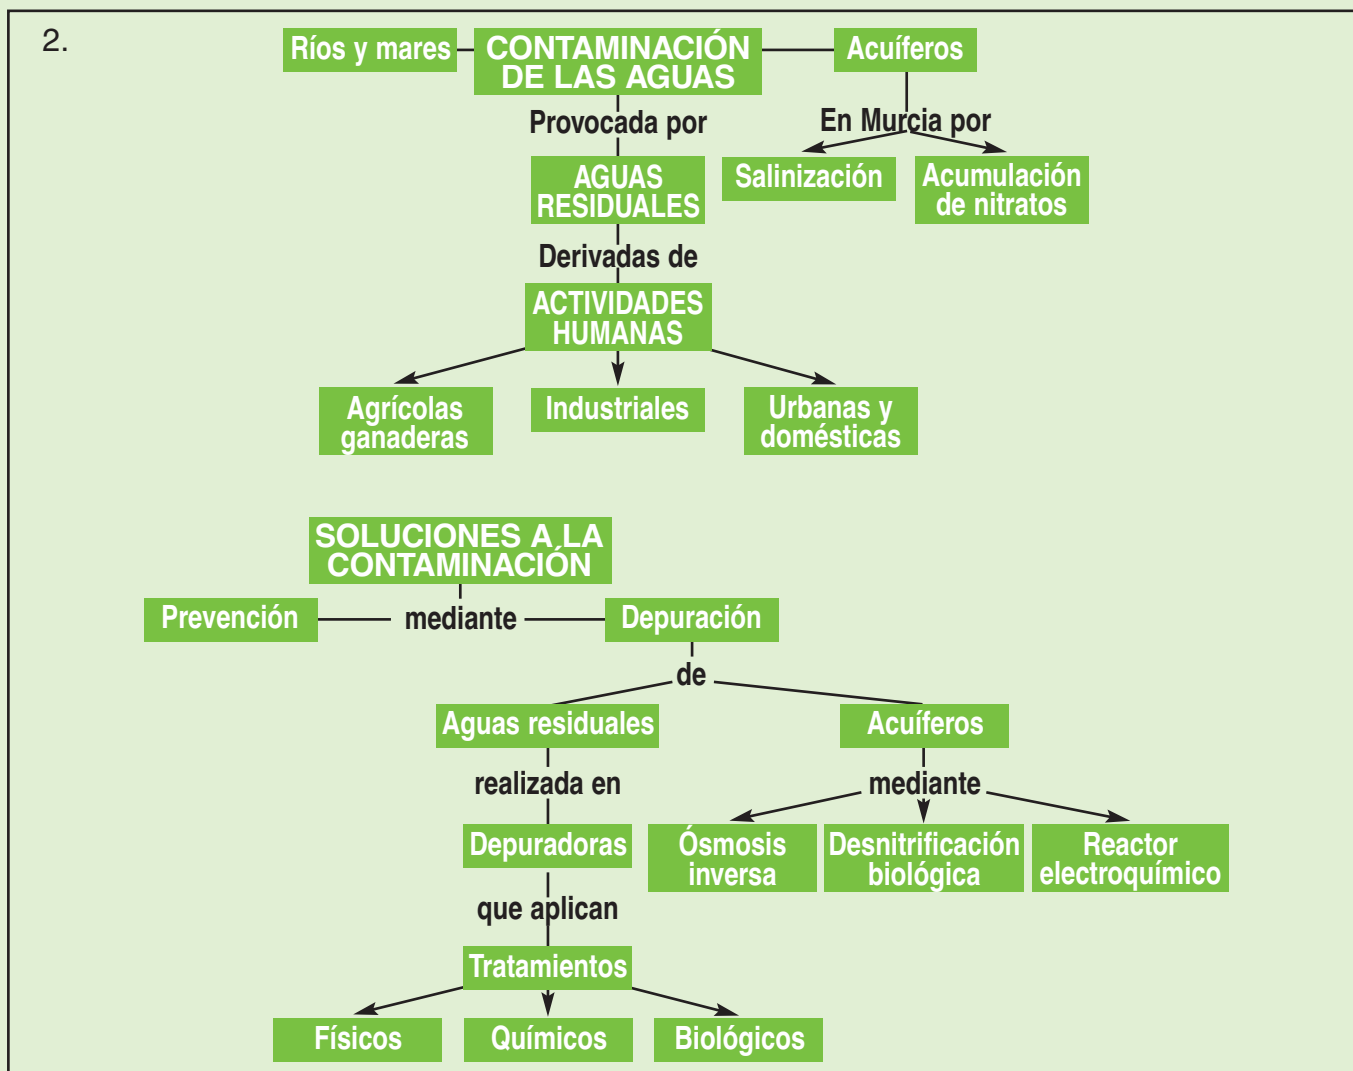 2.
Ríos y mares
CONTAMINACIÓN
DE LAS AGUAS
Acuíferos
Provocada por
En Murcia por
AGUAS
RESIDUALES
Salinización
Acumulación
de nitratos
Derivadas de
ACTIVIDADES
HUMANAS
Agrícolas
ganaderas
Industriales
Urbanas y
domésticas
SOLUCIONES A LA
CONTAMINACIÓN
Prevención
mediante
Depuración
de
Aguas residuales
Acuíferos
realizada en
mediante
Depuradoras
Ósmosis
inversa
Desnitrificación
biológica
Reactor
electroquímico
que aplican
Tratamientos
Físicos
Químicos
Biológicos